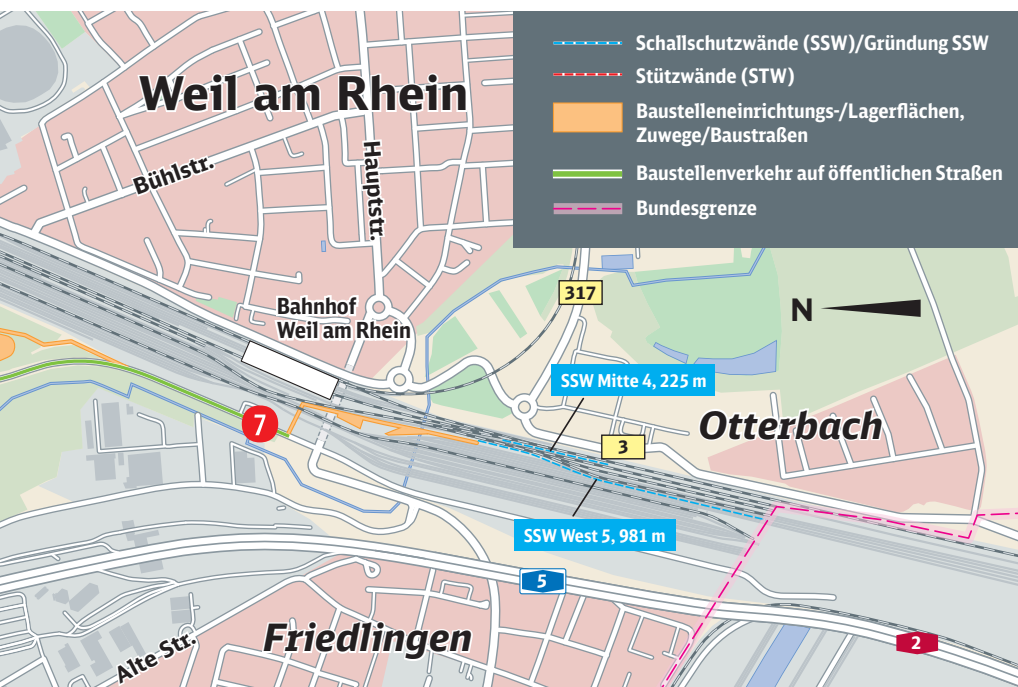 Schallschutzwände (SSW)/Gründung SSW
Stützwände (STW)
Baustelleneinrichtungs-/Lagerflächen,
Zuwege/Baustraßen
Baustellenverkehr auf öffentlichen Straßen
Bundesgrenze
Weil am Rhein
Bühlstr.
Hauptstr.
Bahnhof
Weil am Rhein
317
N
SSW Mitte 4, 225 m
Otterbach
7
3
SSW West 5, 981 m
5
Friedlingen
Alte Str.
2